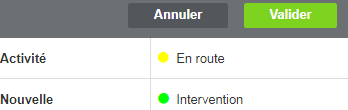 Annuler Valider
Activité En route
Nouvelle Intervention